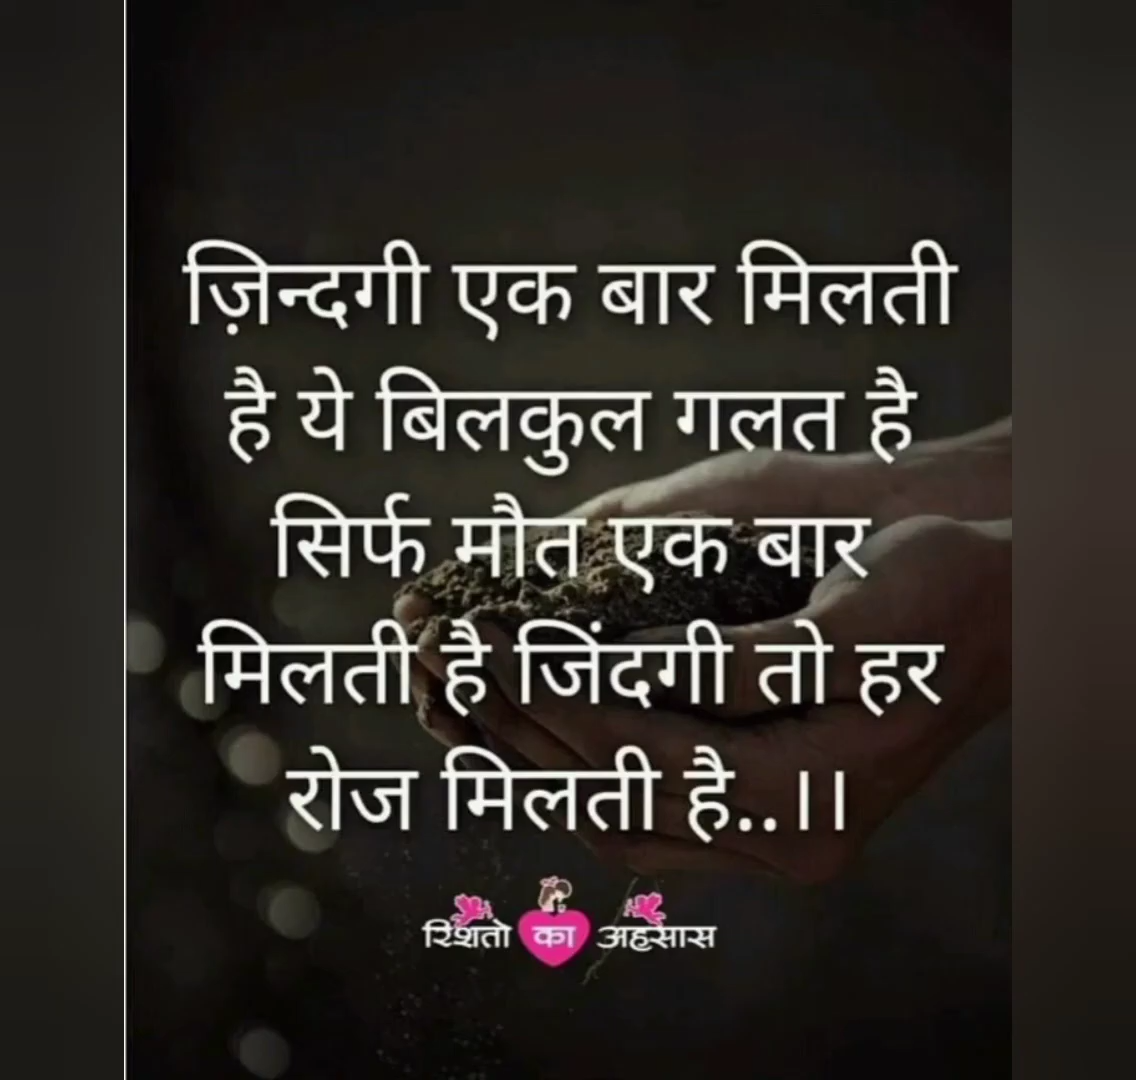 ज़िन्दगी एक बार मिलती
है ये बिलकुल गलत है
सिर्फ मौत एक बार
मिलती है जिंदगी तो हर
रोज मिलती है..।।
रिश्तो का अहसास